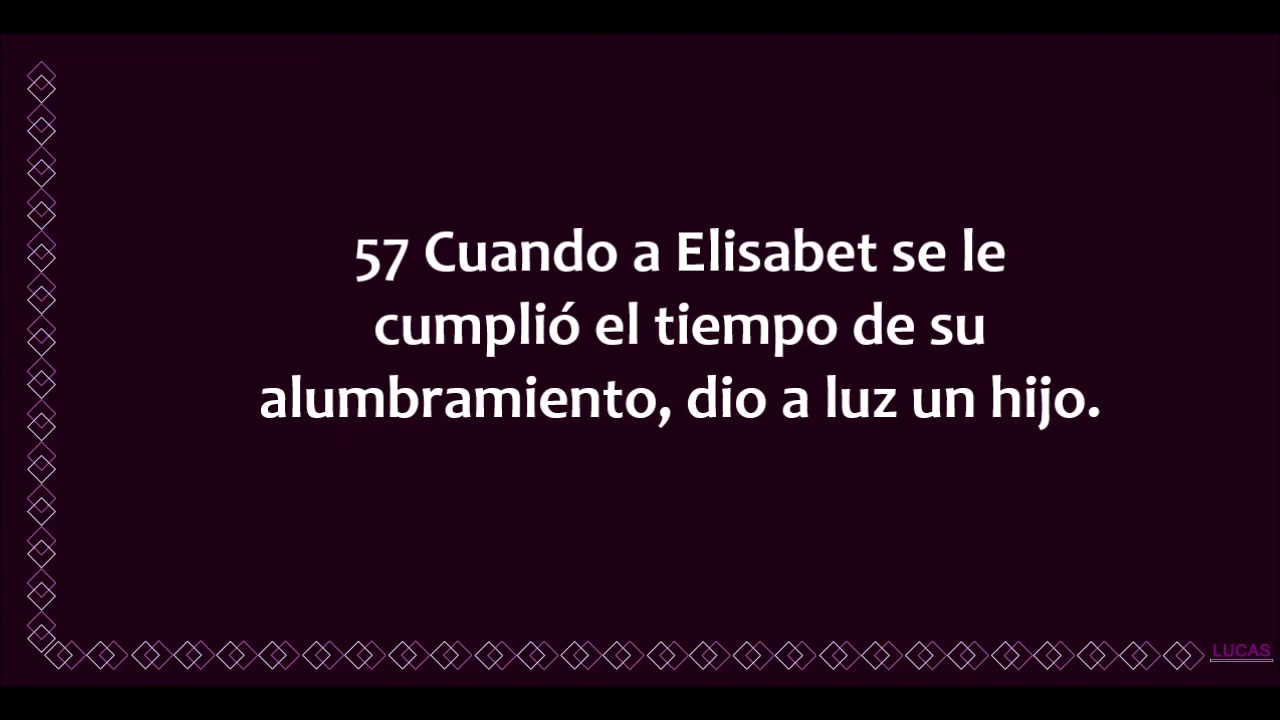 57 Cuando a Elisabet se le
cumplió el tiempo de su
alumbramiento, dio a luz un hijo.
LUCAS